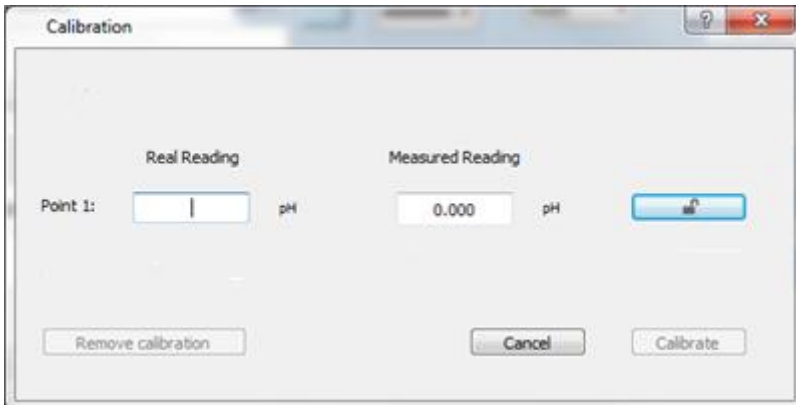 Calibration
Real Reading Measured Reading
Point 1: pH 0.000 pH
Remove calibration Cancel Calibrate